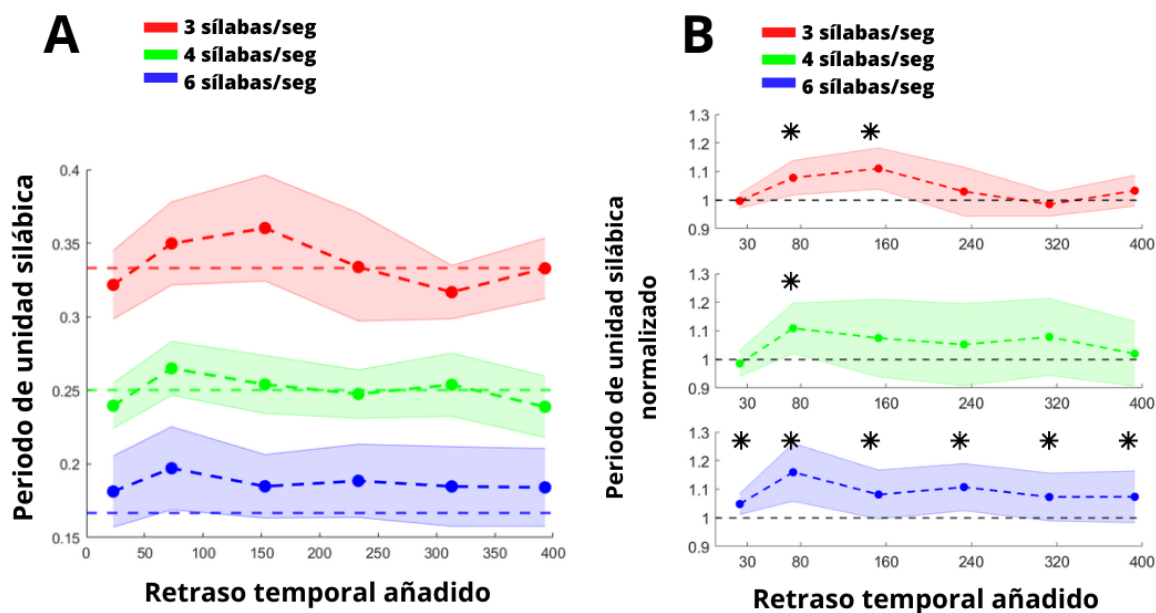 A
3 sílabas/seg
4 sílabas/seg
6 sílabas/seg
Periodo de unidad silábica
0.4
0.35
0.3
0.25
0.2
0.15
0 50 100 150 200 250 300 350 400
Retraso temporal añadido
B
3 sílabas/seg
4 sílabas/seg
6 sílabas/seg
Periodo de unidad silábica
normalizado
1.3
1.2
1.1
1
0.9
30 80 160 240 320 400
1.3
1.2
1.1
1
0.9
30 80 160 240 320 400
1.3
1.2
1.1
1
0.9
30 80 160 240 320 400
Retraso temporal añadido